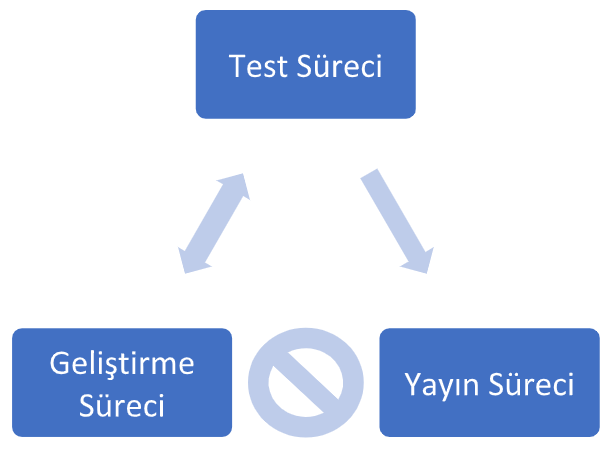 Test Süreci
Geliştirme
Süreci
Yayın Süreci